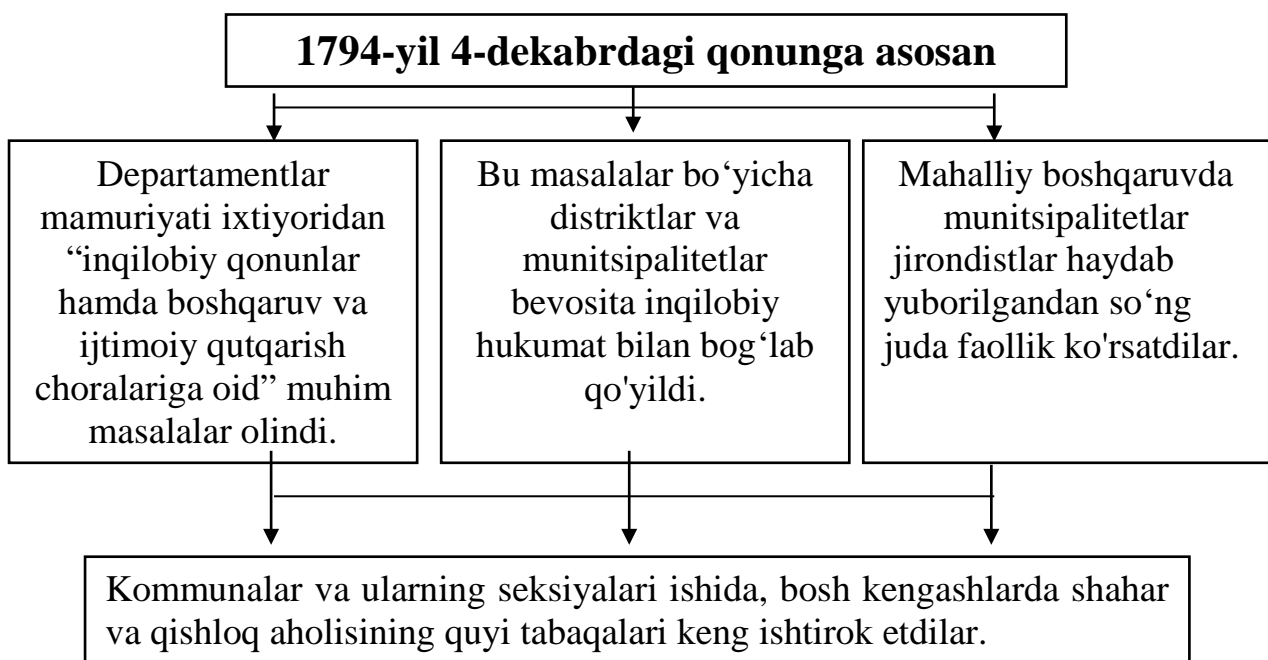 1794-yil 4-dekabrdagi qonunga asosan
Departamentlar
mamuriyati ixtiyoridan
“inqilobiy qonunlar
hamda boshqaruv va
ijtimoiy qutqarish
choralariga oid” muhim
masalalar olindi.
Bu masalalar bo‘yicha
distriktlar va
munitsipalitetlar
bevosita inqilobiy
hukumat bilan bog‘lab
qo'yildi.
Mahalliy boshqaruvda
munitsipalitetlar
jirondistlar haydab
yuborilgandan so‘ng
juda faollik ko'rsatdilar.
Kommunalar va ularning seksiyalari ishida, bosh kengashlarda shahar
va qishloq aholisining quyi tabaqalari keng ishtirok etdilar.